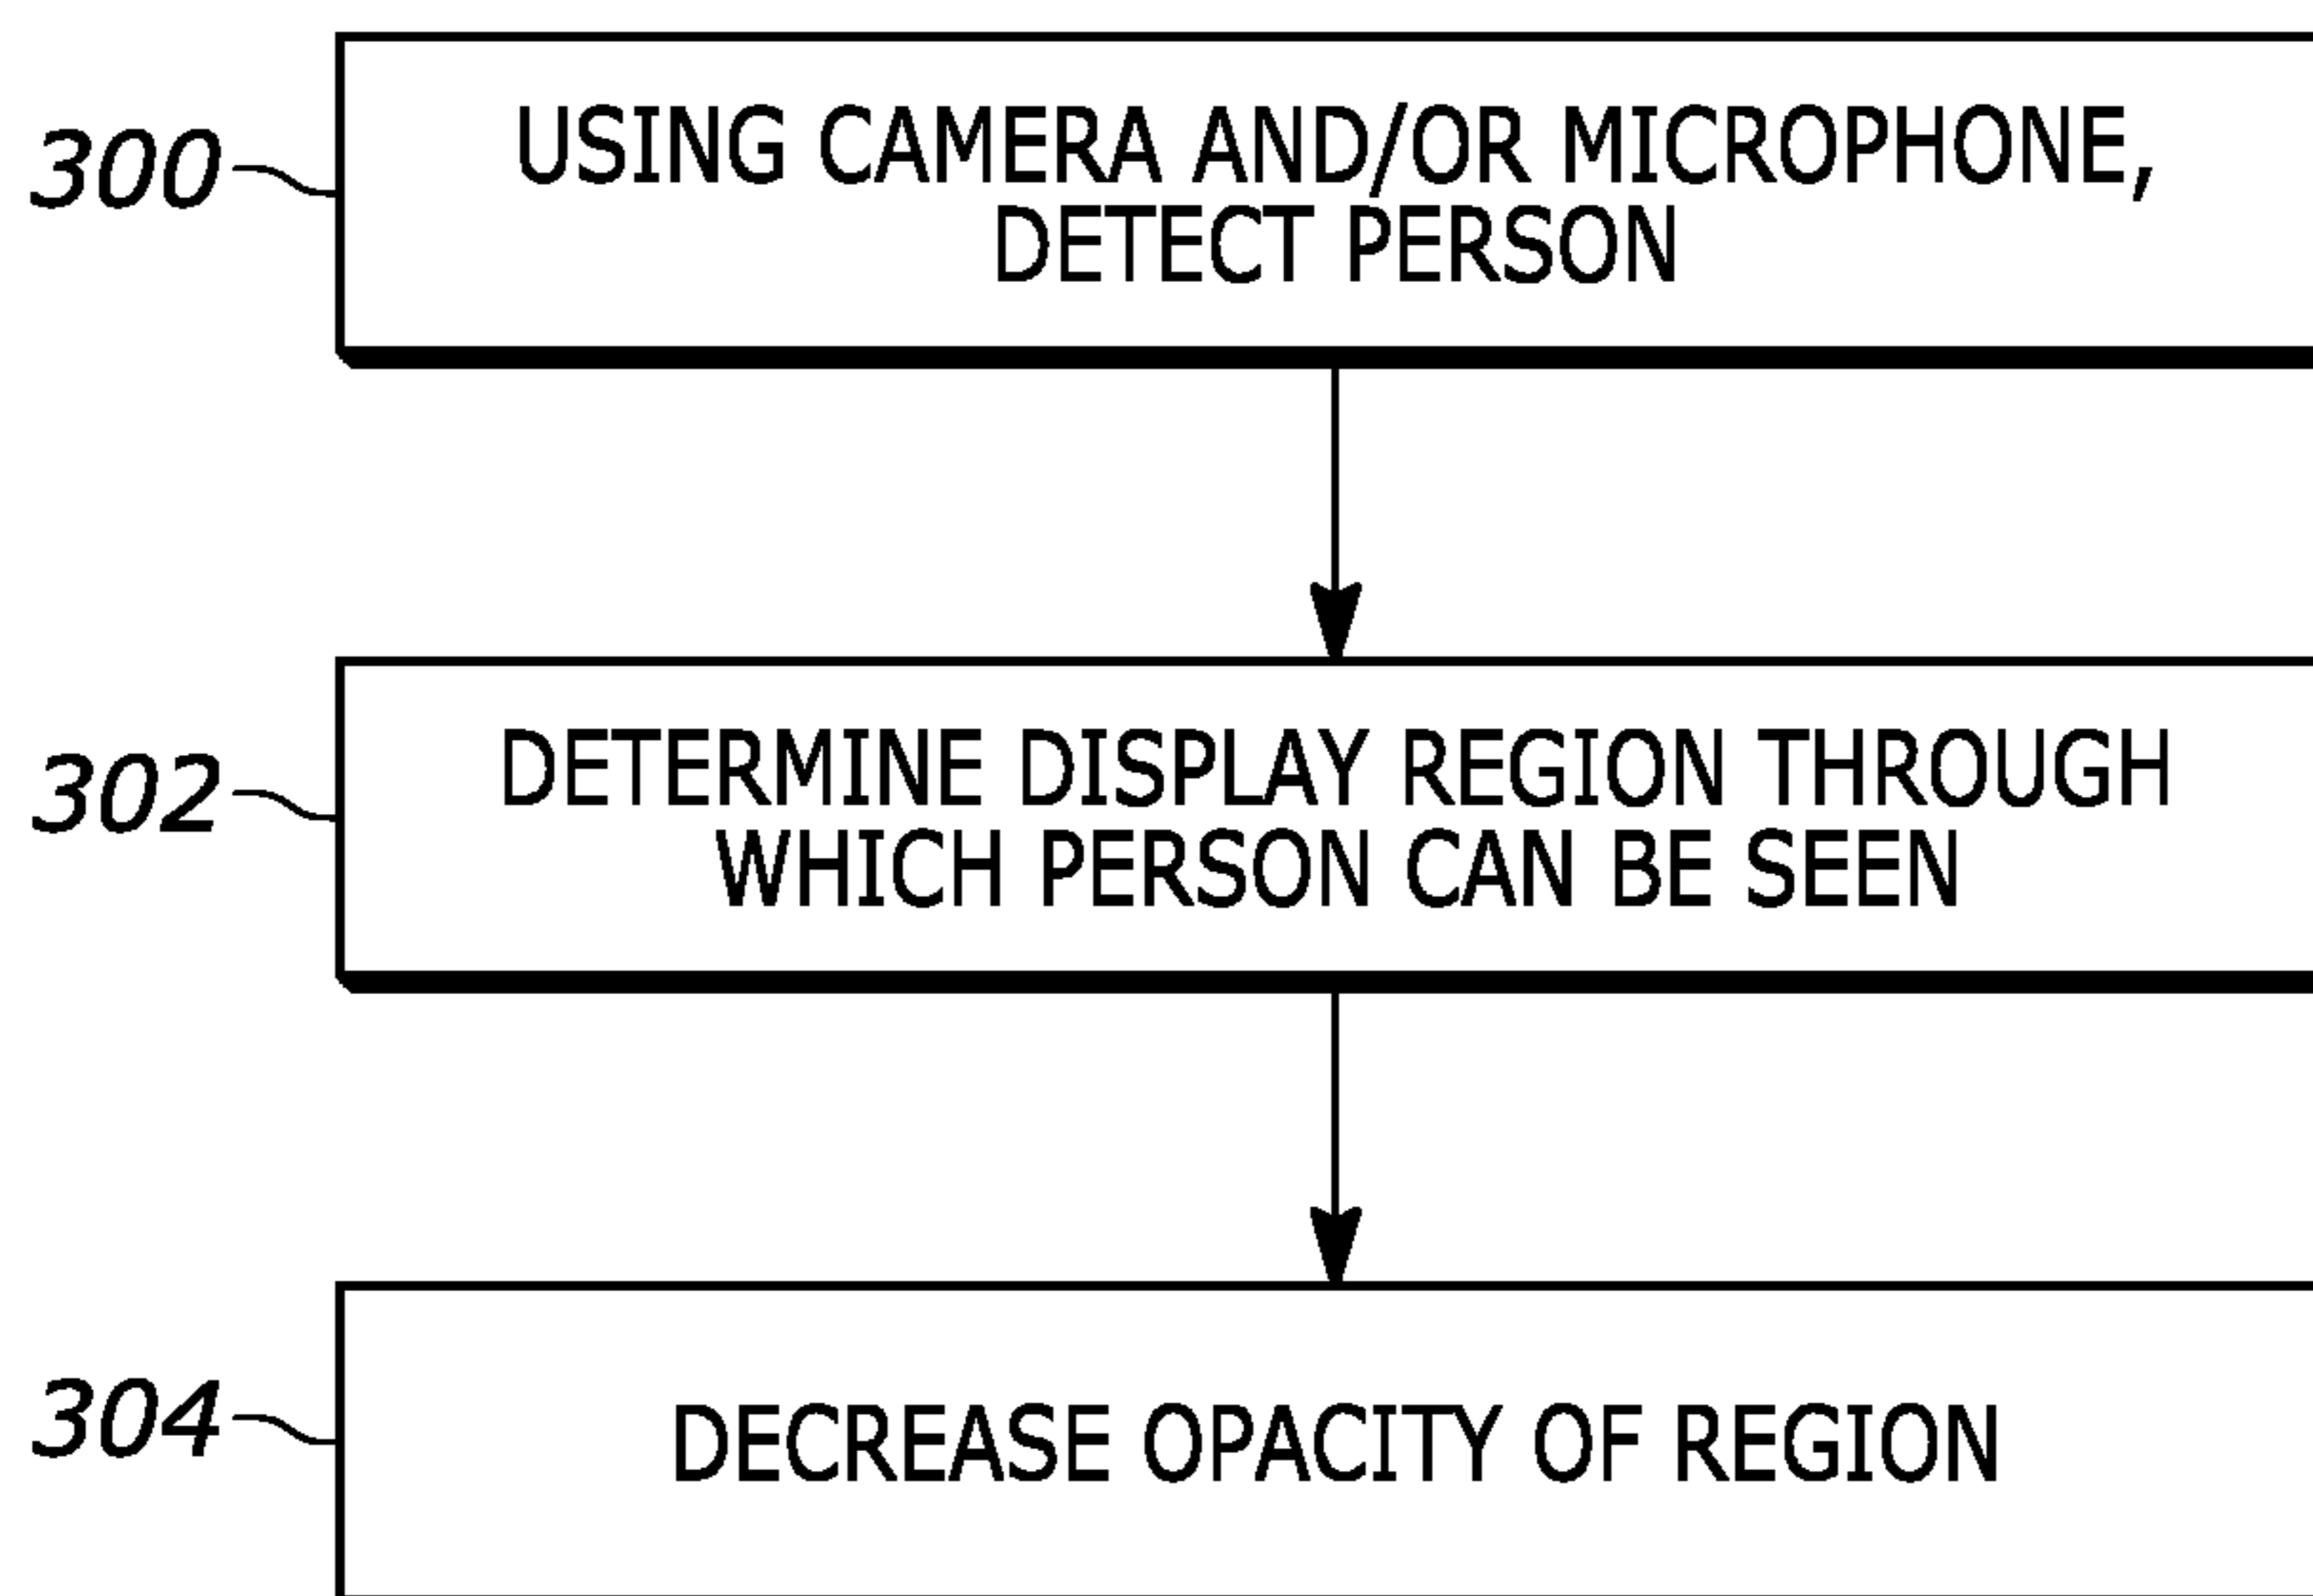 300
USING CAMERA AND/OR MICROPHONE,
DETECT PERSON
302
DETERMINE DISPLAY REGION THROUGH
WHICH PERSON CAN BE SEEN
304
DECREASE OPACITY OF REGION